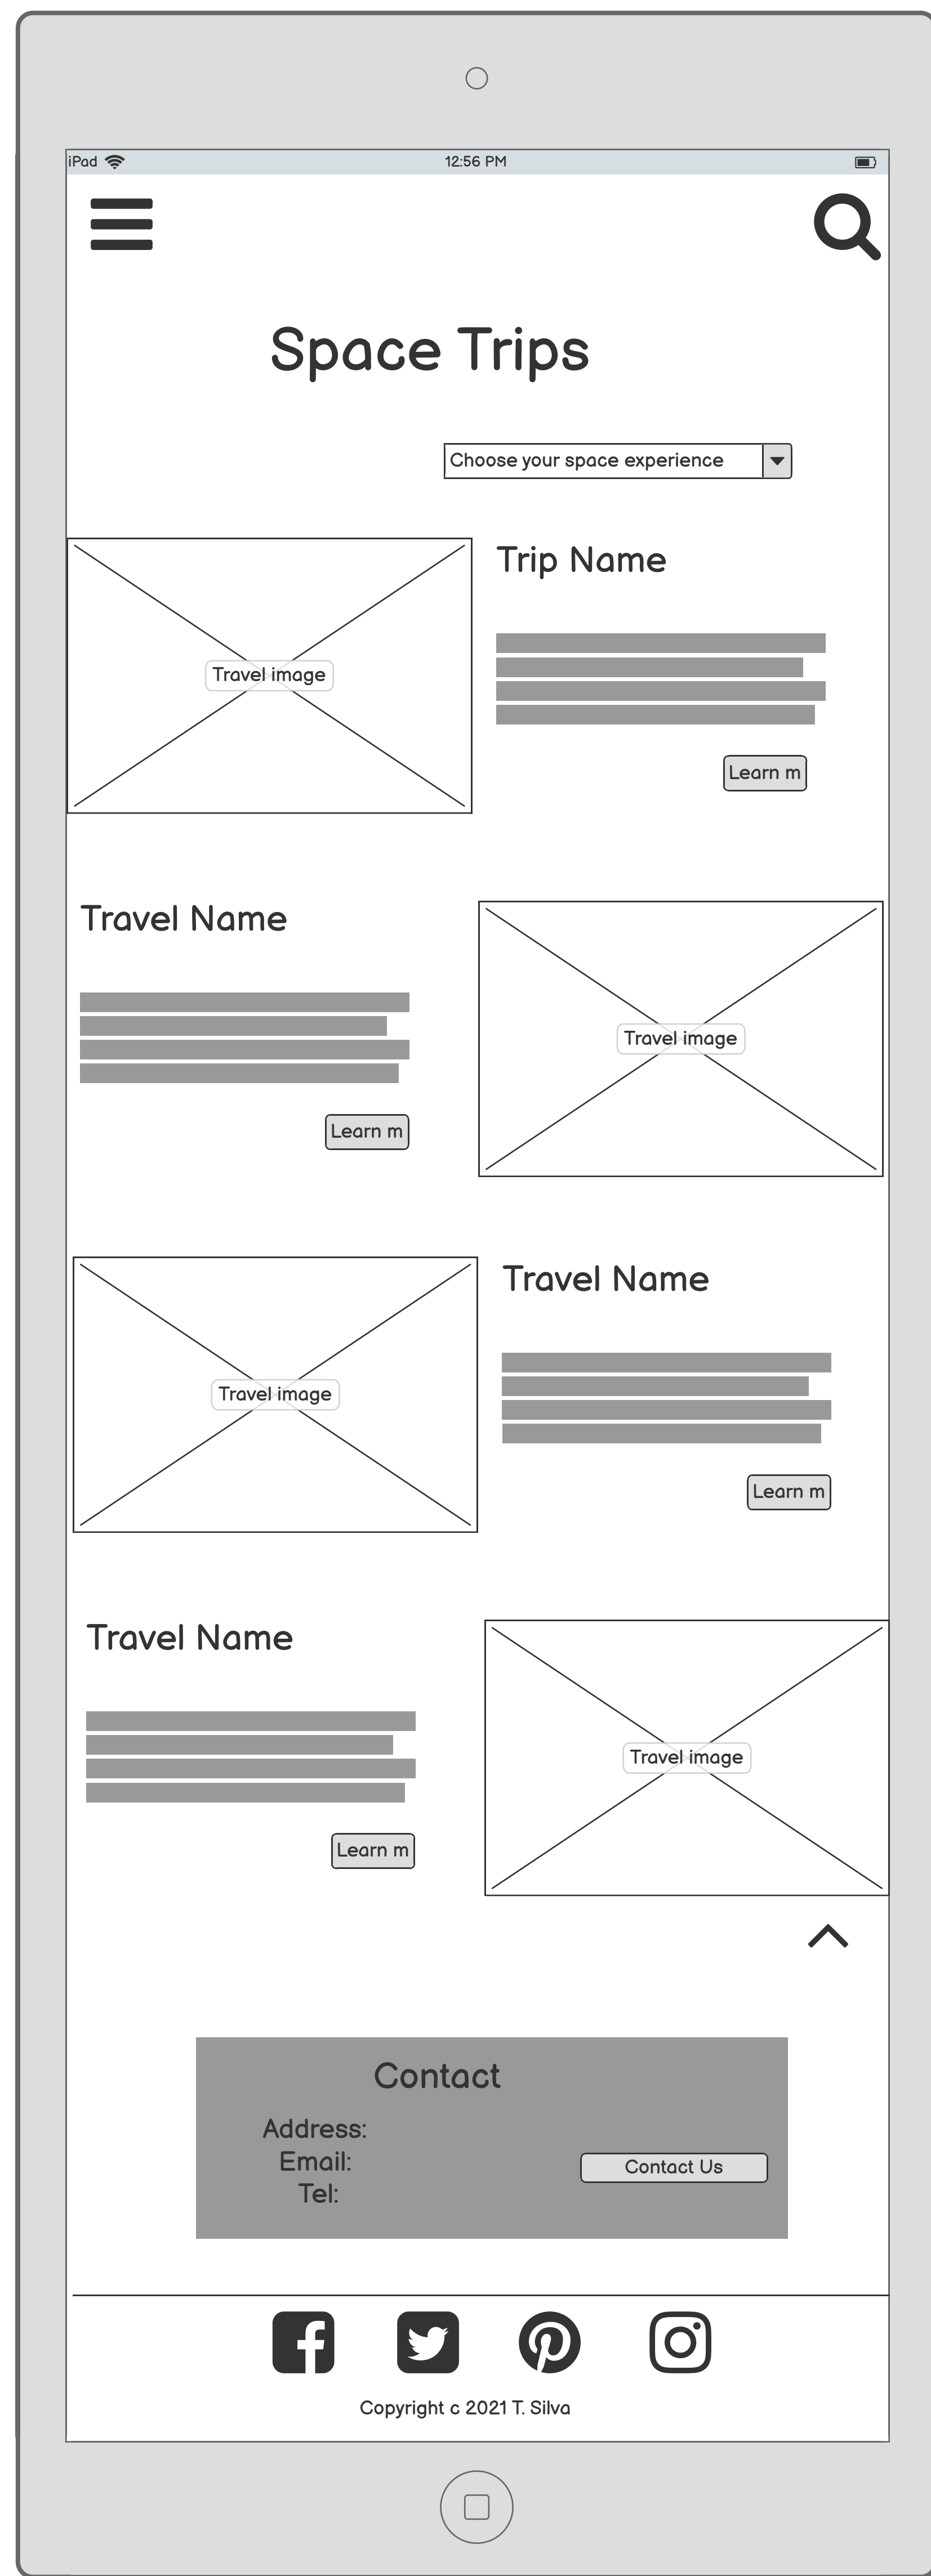 iPad 12:56 PM
Space Trips
Choose your space experience
Trip Name
Travel image
Learn m
Travel Name
Travel image
Learn m
Travel Name
Travel image
Learn m
Travel Name
Travel image
Learn m
Contact
Address:
Email:
Contact Us
Tel:
Copyright c 2021 T. Silva